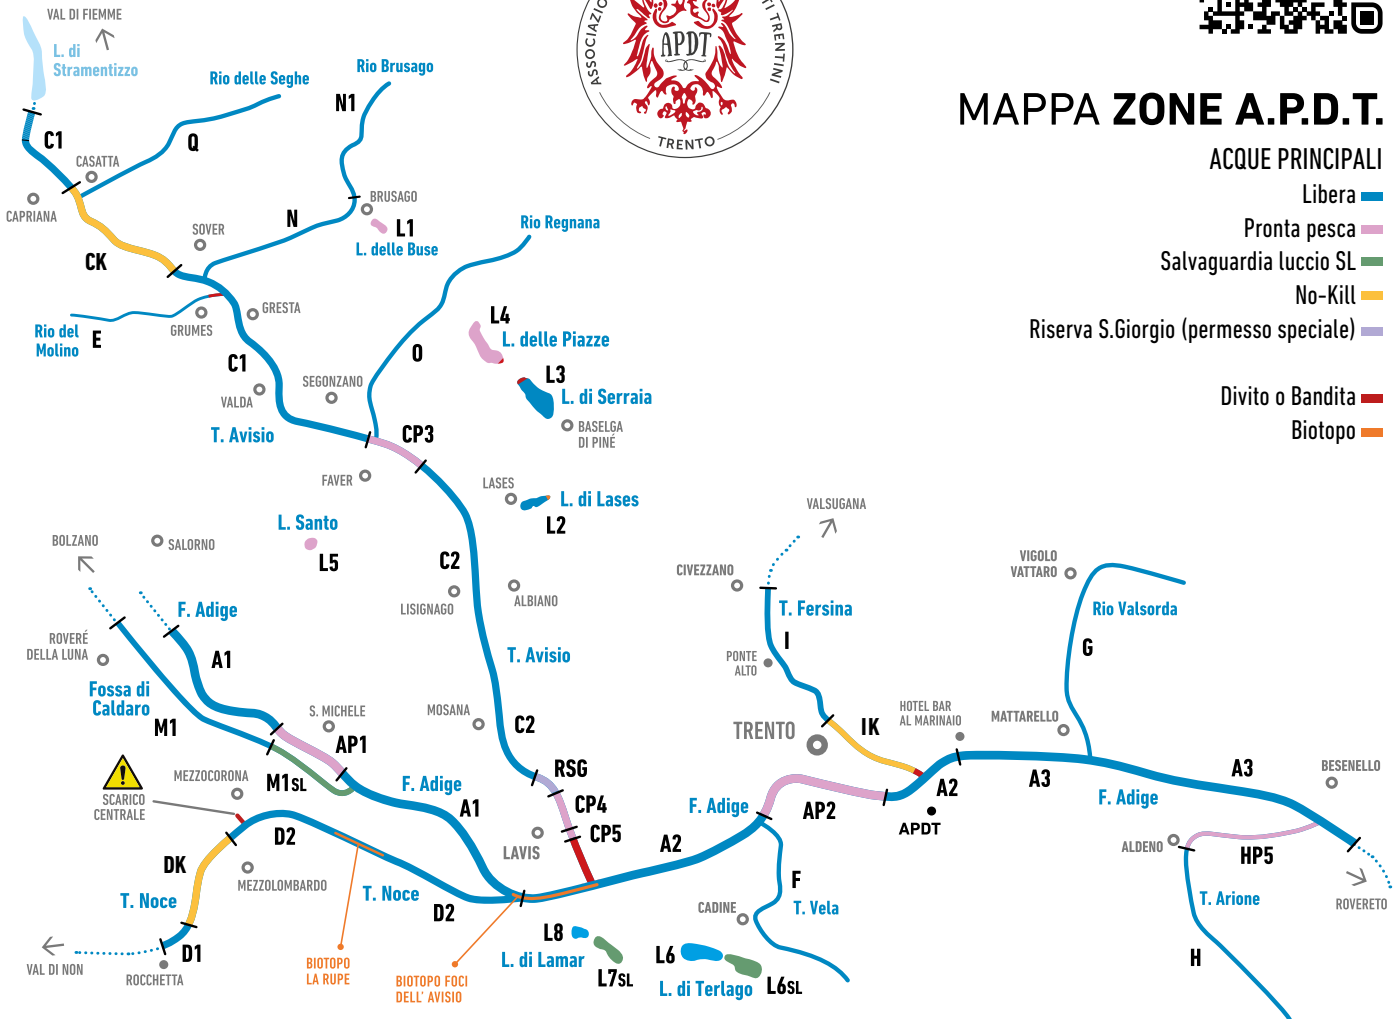 VAL DI FIEMME
L. di
Stramentizzo
Rio delle Seghe
Rio Brusago
N1
Q
C1
CASATTA
CAPRIANA
BRUSAGO
L1
L. delle Buse
N
SOVER
CK
Rio Regnana
GRESTA
GRUMES
Rio del
Molino
E
C1
O
L4
L. delle Piazze
L3
L. di Serraia
BASELGA
DI PINÉ
SEGONZANO
VALDA
T. Avisio
CP3
FAVER
LASES
L. di Lases
L2
L. Santo
L5
BOLZANO
SALORNO
F. Adige
C2
LISIGNAGO
ALBIANO
ROVERÉ
DELLA LUNA
A1
T. Avisio
Fossa di
Caldaro
M1
S. MICHELE
AP1
MOSANA
C2
MEZZOCORONA
M1SL
F. Adige
A1
RSG
CP4
CP5
SCARICO
CENTRALE
D2
LAVIS
DK
MEZZOLOMBARDO
T. Noce
T. Noce
D2
D1
VAL DI NON
ROCCHETTA
BIOTOPO
LA RUPE
BIOTOPO FOCI
DELL' AVISIO
L8
L. di Lamar
L7SL
L6
L. di Terlago
L6SL
A2
F. Adige
AP2
F
T. Vela
CADINE
VALSUGANA
CIVEZZANO
T. Fersina
I
PONTE
ALTO
TRENTO
IK
HOTEL BAR
AL MARINAIO
A2
APDT
VIGOLO
VATTARO
Rio Valsorda
G
MATTARELLO
A3
F. Adige
A3
BESENELLO
ALDENO
HP5
T. Arione
H
ROVERETO
ASSOCIAZIO
TI TRENTINI
APDT
TRENTO
MAPPA ZONE A.P.D.T.
ACQUE PRINCIPALI
Libera
Pronta pesca
Salvaguardia luccio SL
No-Kill
Riserva S.Giorgio (permesso speciale)
Divito o Bandita
Biotopo